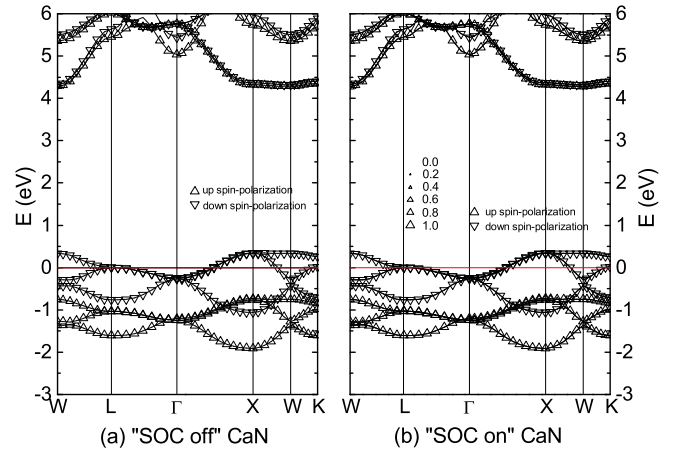 6
5
4
3
2
1
0
-1
-2
-3
E (eV)
△ up spin-polarization
▽ down spin-polarization
W L Γ X W K
(a) "SOC off" CaN
0.0
0.2
0.4
0.6
0.8
1.0
△ up spin-polarization
▽ down spin-polarization
W L Γ X W K
(b) "SOC on" CaN
6
5
4
3
2
1
0
-1
-2
-3
E (eV)